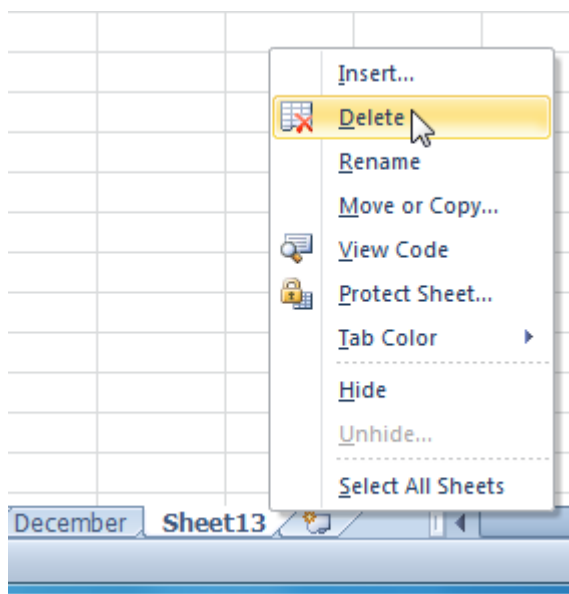 Insert...
Delete
Rename
Move or Copy...
View Code
Protect Sheet...
Tab Color
Hide
Unhide...
Select All Sheets
December Sheet13